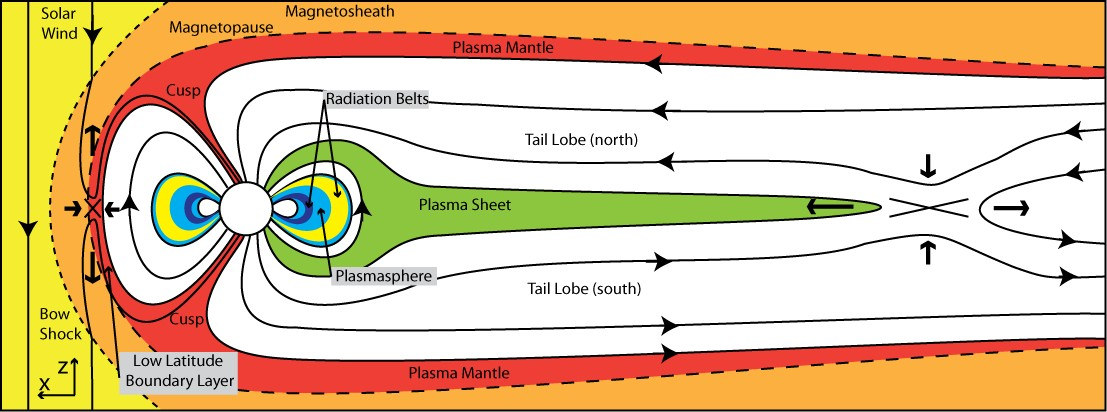 Solar
Wind
Magnetosheath
Magnetopause
Plasma Mantle
Cusp
Radiation Belts
Tail Lobe (north)
Plasma Sheet
Plasmasphere
Tail Lobe (south)
Bow
Shock
Cusp
Z
X
Low Latitude
Boundary Layer
Plasma Mantle